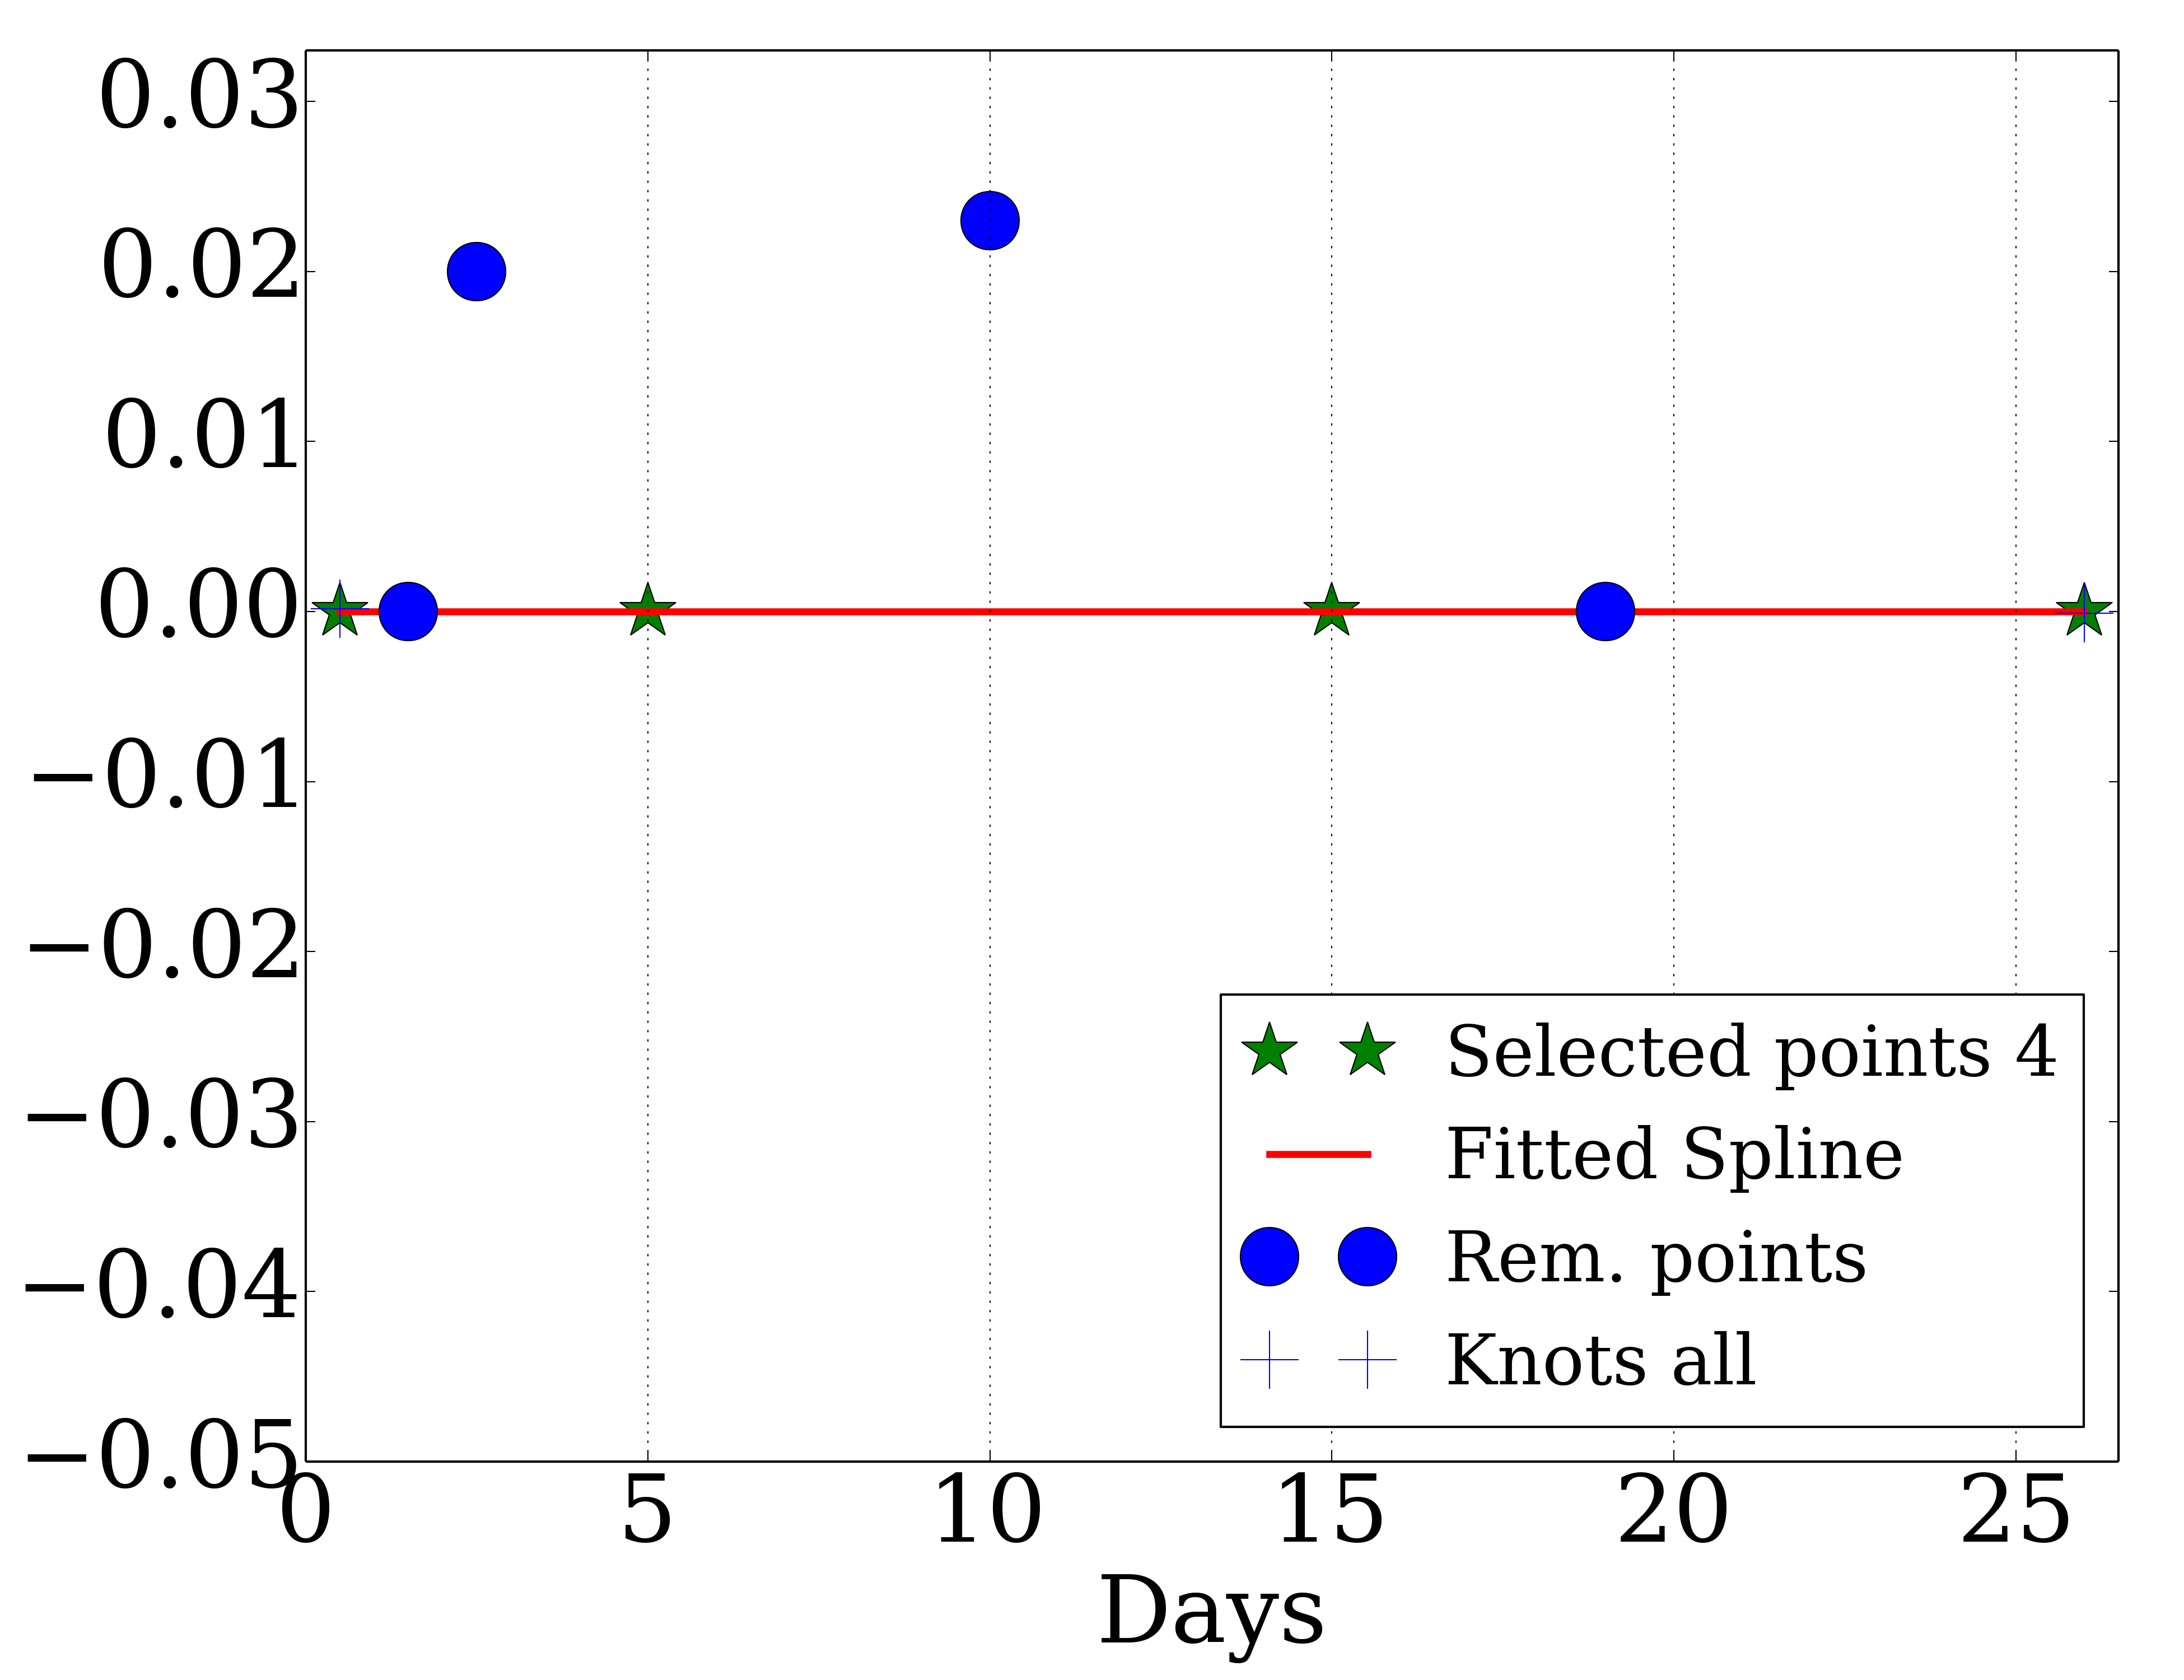 0.03
0.02
0.01
0.00
−0.01
−0.02
−0.03
−0.04
−0.05
0 5 10 15 20 25
Days
Selected points 4
Fitted Spline
Rem. points
Knots all